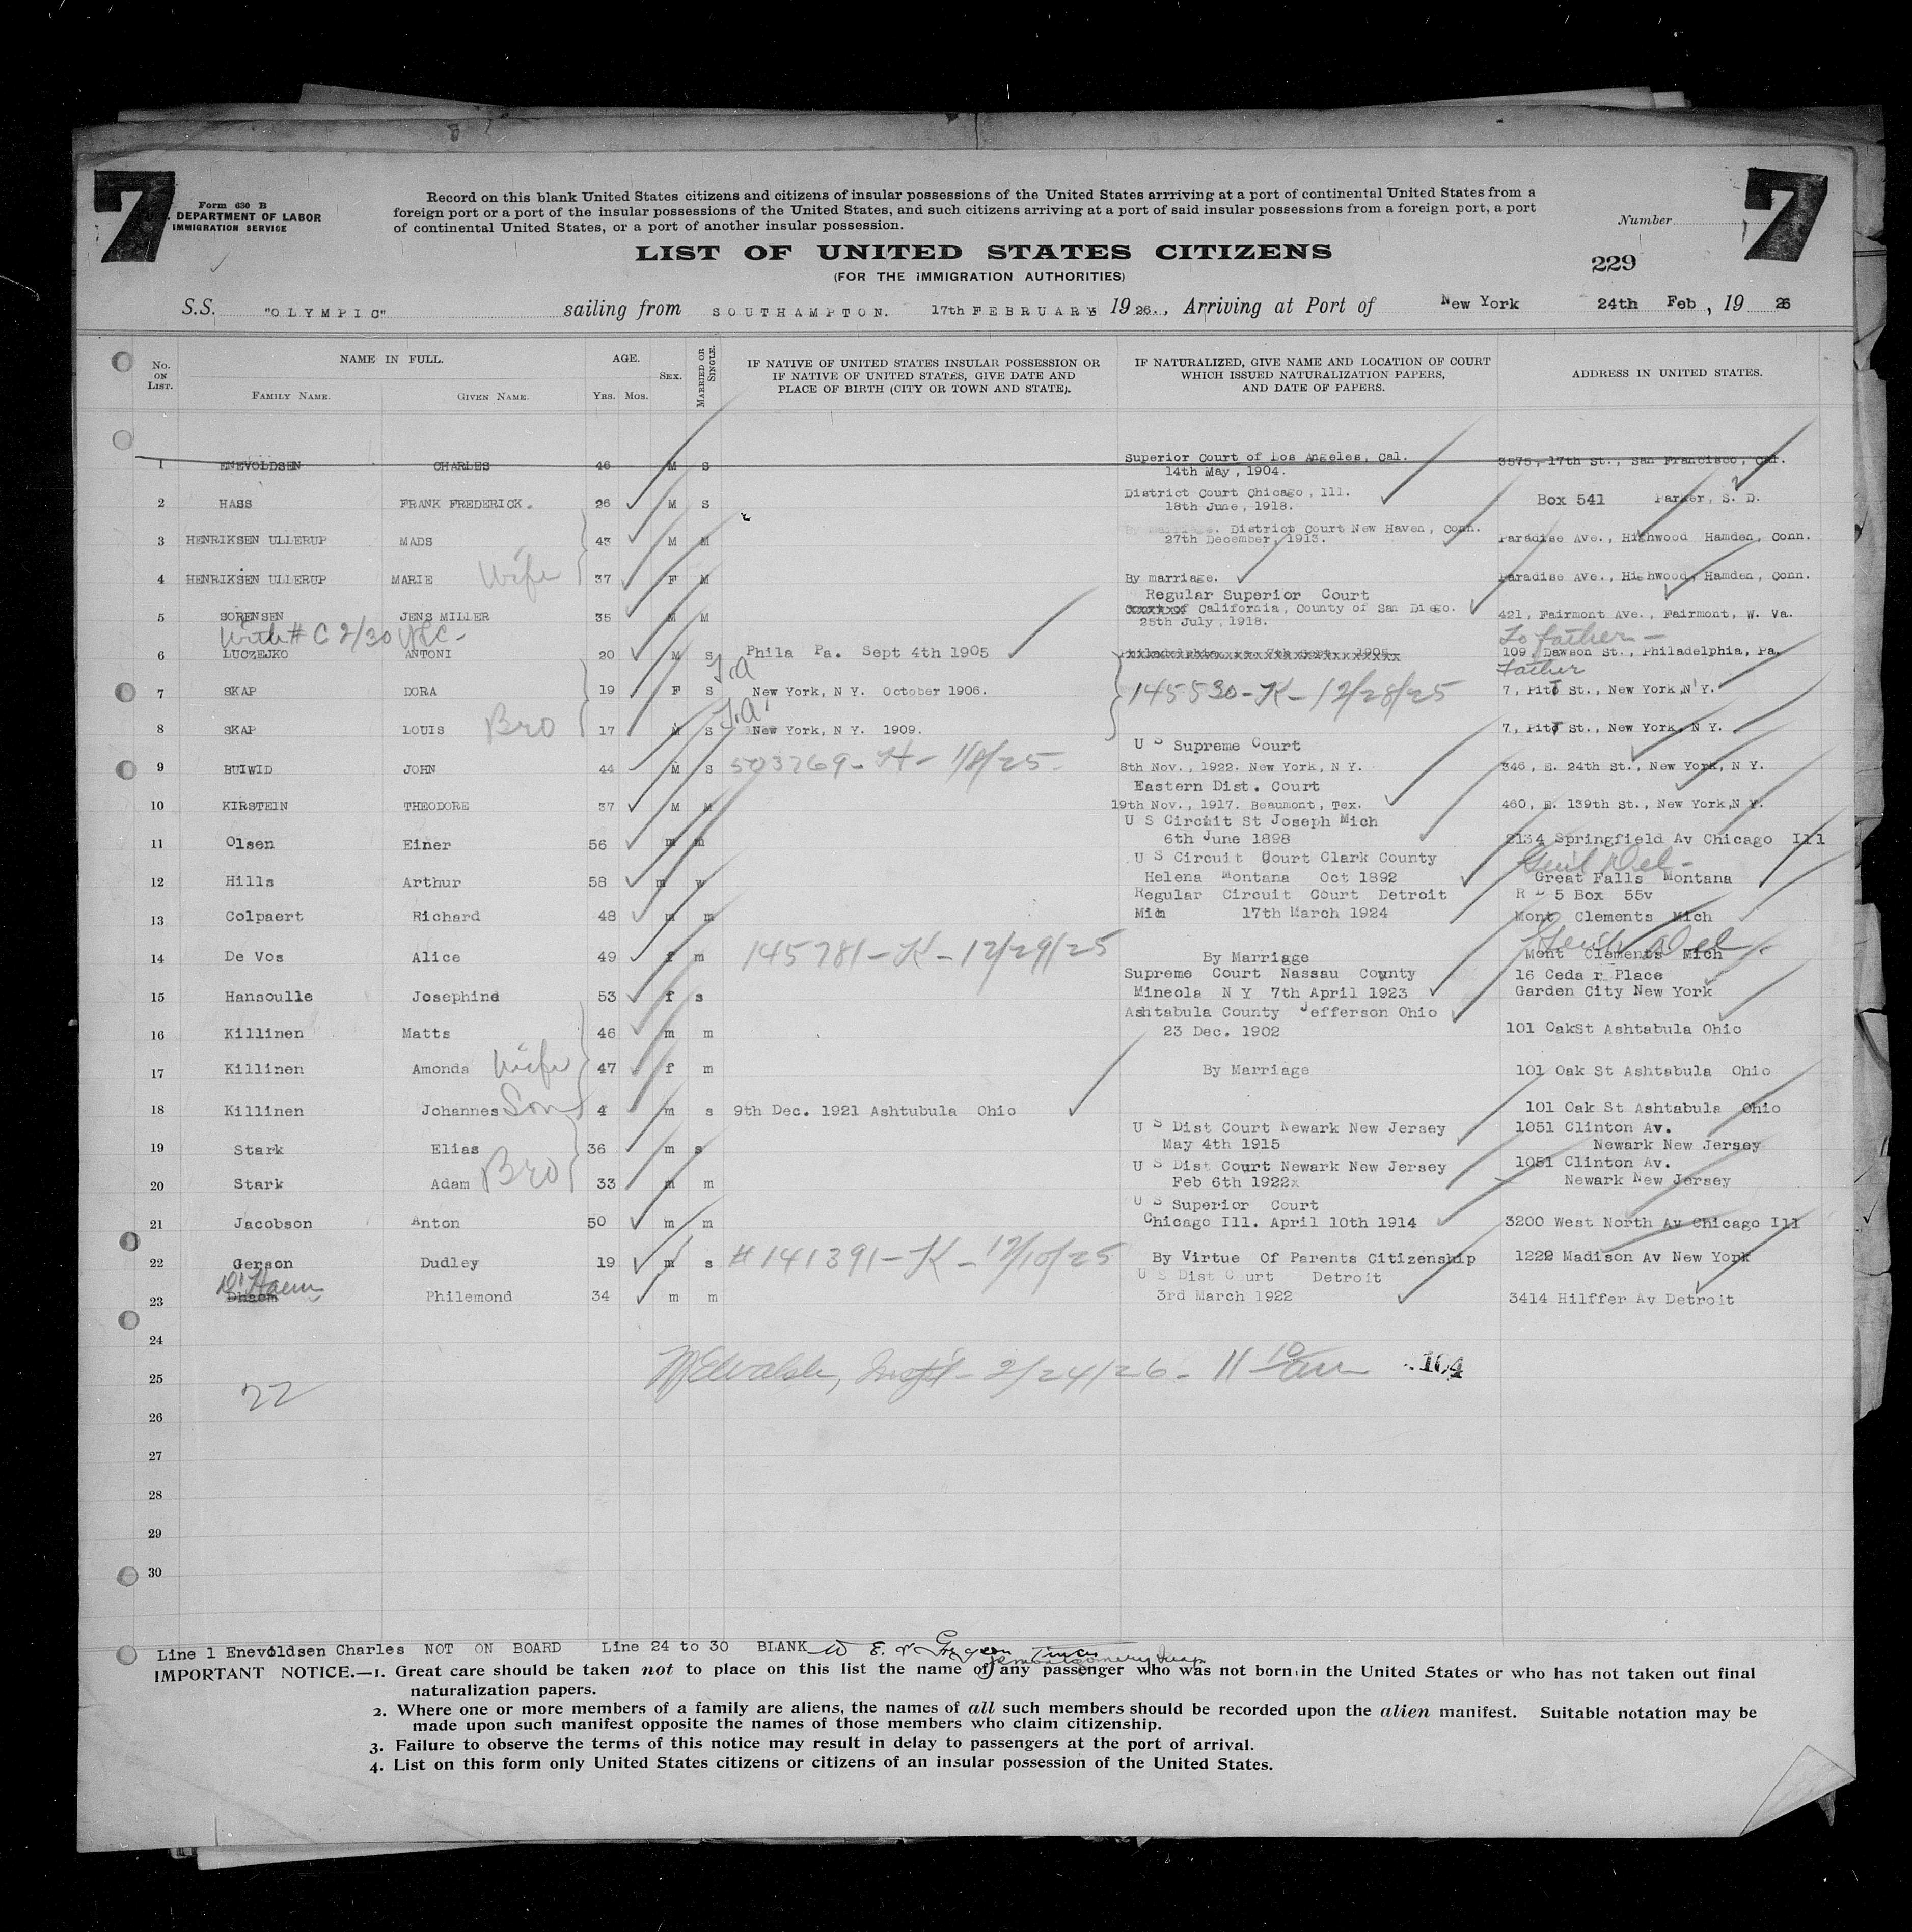 7
7
Form 630 B
U.S. DEPARTMENT OF LABOR
IMMIGRATION SERVICE
Record on this blank United States citizens and citizens of insular possessions of the United States arrriving at a port of continental United States from a
foreign port or a port of the insular possessions of the United States, and such citizens arriving at a port of said insular possessions from a foreign port, a port
of continental United States, or a port of another insular possession.
Number
LIST OF UNITED STATES CITIZENS
(FOR THE IMMIGRATION AUTHORITIES)
229
S.S. "OLYMPIC" sailing from SOUTHAMPTON. 17th FEBRUARY 1926., Arriving at Port of New York 24th Feb, 19 26
No. ON LIST.
NAME IN FULL.
FAMILY NAME.
GIVEN NAME.
AGE.
YRS. MOS.
SEX.
MARRIED OR SINGLE.
IF NATIVE OF UNITED STATES INSULAR POSSESSION OR
IF NATIVE OF UNITED STATES, GIVE DATE AND
PLACE OF BIRTH (CITY OR TOWN AND STATE).
IF NATURALIZED, GIVE NAME AND LOCATION OF COURT
WHICH ISSUED NATURALIZATION PAPERS,
AND DATE OF PAPERS.
ADDRESS IN UNITED STATES.
1 ENEVOLDSEN CHARLES 46 M S Superior Court of Los Angeles, Cal. 3575,-17th St., San Francisco, Cal.
14th May, 1904.
2 HASS FRANK FREDERICK. 26 M S District Court Chicago, Ill. Box 541 Parker, S. D.
18th June, 1918.
3 HENRIKSEN ULLERUP MADS 43 M M By marriage. District Court New Haven, Conn. Paradise Ave., Highwood Hamden, Conn.
27th December, 1913.
4 HENRIKSEN ULLERUP MARIE Wife 37 F M By marriage. Paradise Ave., Highwood, Hamden, Conn.
Regular Superior Court
5 SORENSEN JENS MILLER 35 M M of California, County of San Diego. 421, Fairmont Ave., Fairmont, W. Va.
25th July, 1918.
With # C 2/30
To father -
6 LUCZEJKO ANTONI 20 M S Phila Pa. Sept 4th 1905 109 Dawson St., Philadelphia, Pa.
Father
7 SKAP DORA 19 F S New York, N Y. October 1906. 145530-K-12/28/25 7, Pitt St., New York, N Y.
8 SKAP LOUIS Bro 17 M S New York, N Y. 1909. 7, Pitt St., New York, N Y.
U S Supreme Court
9 BUIWID JOHN 44 M S 503769-H-1/8/25 8th Nov., 1922. New York, N Y. 346, E. 24th St., New York, N Y.
Eastern Dist. Court
10 KIRSTEIN THEODORE 37 M M 19th Nov., 1917. Beaumont, Tex. 460, E. 139th St., New York, N Y.
U S Circuit St Joseph Mich
11 Olsen Einer 56 m m 6th June 1898 2134 Springfield Av Chicago Ill
U S Circuit Court Clark County Gen'l Del-
12 Hills Arthur 58 m w Helena Montana Oct 1892 Great Falls Montana
Regular Circuit Court Detroit R D 5 Box 55v
13 Colpaert Richard 48 m m Mich 17th March 1924 Mont Clements Mich
Gen'l Del-
14 De Vos Alice 49 f m 145781-K-12/29/25 By Marriage Mont Clements Mich
Supreme Court Nassau County 16 Ceda r Place
15 Hansoulle Josephine 53 f s Mineola N Y 7th April 1923 Garden City New York
Ashtabula County Jefferson Ohio
16 Killinen Matts 46 m m 23 Dec. 1902 101 OakSt Ashtabula Ohio
17 Killinen Amonda Wife 47 f m By Marriage 101 Oak St Ashtabula Ohio
18 Killinen Johannes Son 4 m s 9th Dec. 1921 Ashtubula Ohio 101 Oak St Ashtabula Ohio
U S Dist Court Newark New Jersey 1051 Clinton Av.
19 Stark Elias 36 m s May 4th 1915 Newark New Jersey
U S Dist Court Newark New Jersey 1051 Clinton Av.
20 Stark Adam Bro 33 m m Feb 6th 1922x Newark New Jersey
U S Superior Court
21 Jacobson Anton 50 m m Chicago Ill. April 10th 1914 3200 West North Av Chicago Ill
22 Gerson Dudley 19 m s #141391-K-12/10/25 By Virtue Of Parents Citizenship 1222 Madison Av New York
D'Haem U S Dist Court Detroit
23 Dhaem Philemond 34 m m 3rd March 1922 3414 Hilffer Av Detroit
24
25 2/24/26 - 11 10 am 104
22
26
27
28
29
30
Line 1 Enevoldsen Charles NOT ON BOARD Line 24 to 30 BLANK
IMPORTANT NOTICE.—1. Great care should be taken not to place on this list the name of any passenger who was not born in the United States or who has not taken out final
naturalization papers.
2. Where one or more members of a family are aliens, the names of all such members should be recorded upon the alien manifest. Suitable notation may be
made upon such manifest opposite the names of those members who claim citizenship.
3. Failure to observe the terms of this notice may result in delay to passengers at the port of arrival.
4. List on this form only United States citizens or citizens of an insular possession of the United States.